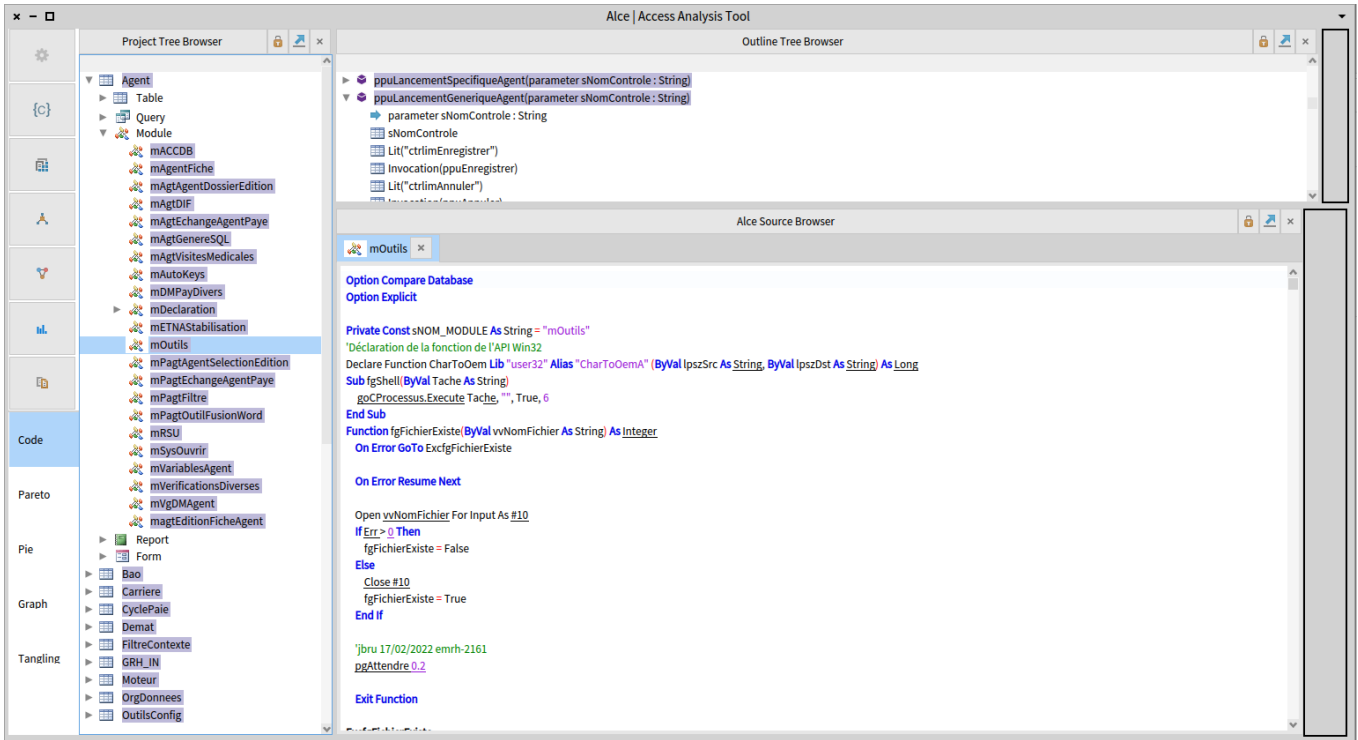 Alce | Access Analysis Tool
Project Tree Browser
Outline Tree Browser
{c}
Code
Pareto
Pie
Graph
Tangling
Agent
Table
Query
Module
mACCDB
mAgentFiche
mAgtAgentDossierEdition
mAgtDIF
mAgtEchangeAgentPaye
mAgtGenereSQL
mAgtVisitesMedicales
mAutoKeys
mDMPayDivers
mDeclaration
mETNAStabilisation
mOutils
mPagtAgentSelectionEdition
mPagtEchangeAgentPaye
mPagtFiltre
mPagtOutilFusionWord
mRSU
mSysOuvrir
mVariablesAgent
mVerificationsDiverses
mVgDMAgent
magtEditionFicheAgent
Report
Form
Bao
Carriere
CyclePaie
Demat
FiltreContexte
GRH_IN
Moteur
OrgDonnees
OutilsConfig
ppuLancementSpecifiqueAgent(parameter sNomControle : String)
ppuLancementGeneriqueAgent(parameter sNomControle : String)
parameter sNomControle : String
sNomControle
Lit("ctrlimEnregistrer")
Invocation(ppuEnregistrer)
Lit("ctrlimAnnuler")
Alce Source Browser
mOutils
Option Compare Database
Option Explicit
Private Const sNOM_MODULE As String = "mOutils"
'Déclaration de la fonction de l'API Win32
Declare Function CharToOem Lib "user32" Alias "CharToOemA" (ByVal lpszSrc As String, ByVal lpszDst As String) As Long
Sub fgShell(ByVal Tache As String)
goCProcessus.Execute Tache, "", True, 6
End Sub
Function fgFichierExiste(ByVal vvNomFichier As String) As Integer
On Error GoTo ExcfgFichierExiste
On Error Resume Next
Open vvNomFichier For Input As #10
If Err > 0 Then
fgFichierExiste = False
Else
Close #10
fgFichierExiste = True
End If
'jbru 17/02/2022 emrh-2161
pgAttendre 0.2
Exit Function